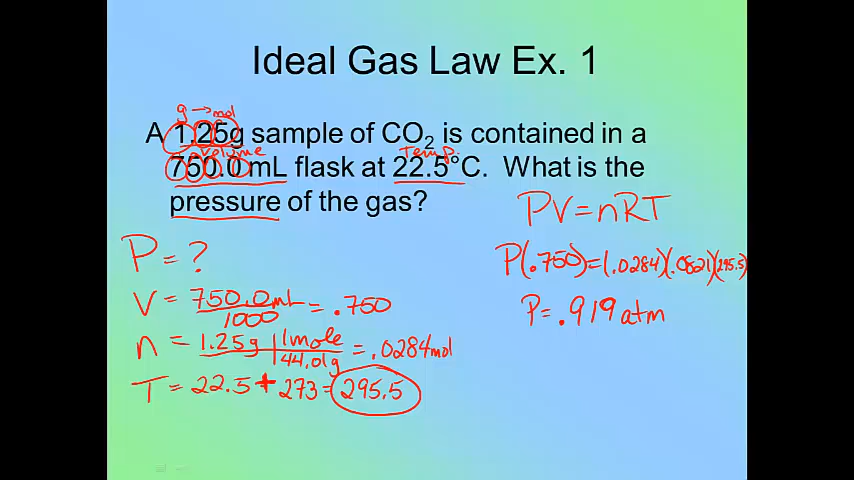 Ideal Gas Law Ex. 1
g → mol
A 1.25g sample of CO₂ is contained in a
volume Temp.
750.0 mL flask at 22.5°C. What is the
pressure of the gas?
PV = nRT
P = ?
P(.750) = (.0284)(.0821)(295.5)
V = 750.0mL / 1000 = .750
P = .919 atm
n = 1.25g | 1mole / 44.01g = .0284mol
T = 22.5 + 273 = 295.5